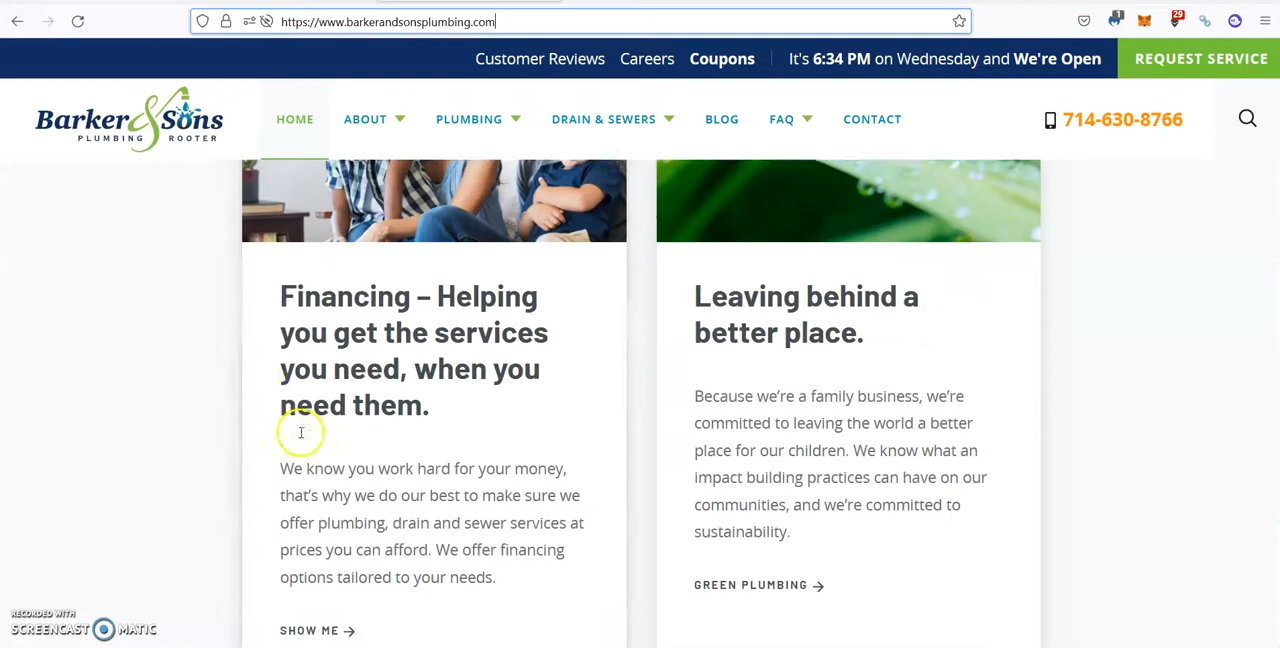 https://www.barkerandsonsplumbing.com
1
29
Customer Reviews Careers Coupons It's 6:34 PM on Wednesday and We're Open REQUEST SERVICE
Barker & Sons
PLUMBING ROOTER
HOME ABOUT PLUMBING DRAIN & SEWERS BLOG FAQ CONTACT 714-630-8766
Financing – Helping
you get the services
you need, when you
need them.
We know you work hard for your money,
that's why we do our best to make sure we
offer plumbing, drain and sewer services at
prices you can afford. We offer financing
options tailored to your needs.
SHOW ME →
Leaving behind a
better place.
Because we're a family business, we're
committed to leaving the world a better
place for our children. We know what an
impact building practices can have on our
communities, and we're committed to
sustainability.
GREEN PLUMBING →
RECORDED WITH
SCREENCAST MATIC